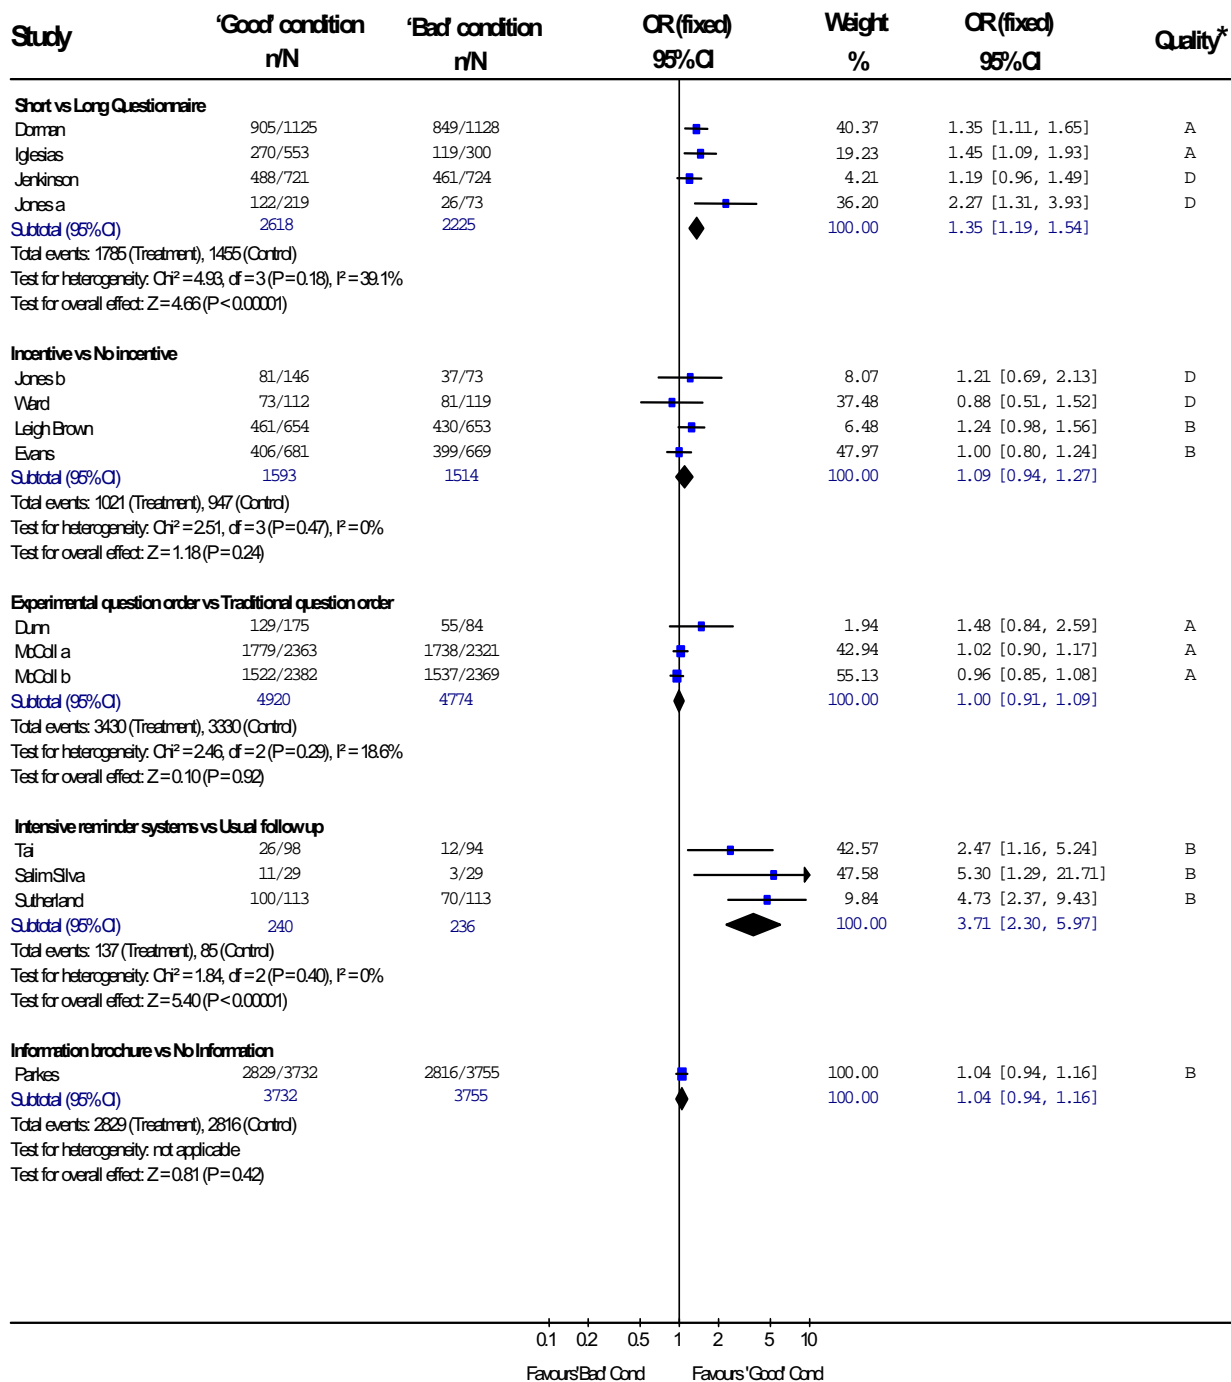 Study 'Good' condition 'Bad' condition OR (fixed) Weight OR (fixed) Quality*
n/N n/N 95% CI % 95% CI
Short vs Long Questionnaire
Dorman 905/1125 849/1128 40.37 1.35 [1.11, 1.65] A
Iglesias 270/553 119/300 19.23 1.45 [1.09, 1.93] A
Jenkinson 488/721 461/724 4.21 1.19 [0.96, 1.49] D
Jones a 122/219 26/73 36.20 2.27 [1.31, 3.93] D
Subtotal (95% CI) 2618 2225 100.00 1.35 [1.19, 1.54]
Total events: 1785 (Treatment), 1455 (Control)
Test for heterogeneity: Chi² = 4.93, df = 3 (P = 0.18), I² = 39.1%
Test for overall effect: Z = 4.66 (P < 0.00001)
Incentive vs No incentive
Jones b 81/146 37/73 8.07 1.21 [0.69, 2.13] D
Ward 73/112 81/119 37.48 0.88 [0.51, 1.52] D
Leigh Brown 461/654 430/653 6.48 1.24 [0.98, 1.56] B
Evans 406/681 399/669 47.97 1.00 [0.80, 1.24] B
Subtotal (95% CI) 1593 1514 100.00 1.09 [0.94, 1.27]
Total events: 1021 (Treatment), 947 (Control)
Test for heterogeneity: Chi² = 2.51, df = 3 (P = 0.47), I² = 0%
Test for overall effect: Z = 1.18 (P = 0.24)
Experimental question order vs Traditional question order
Dunn 129/175 55/84 1.94 1.48 [0.84, 2.59] A
McColl a 1779/2363 1738/2321 42.94 1.02 [0.90, 1.17] A
McColl b 1522/2382 1537/2369 55.13 0.96 [0.85, 1.08] A
Subtotal (95% CI) 4920 4774 100.00 1.00 [0.91, 1.09]
Total events: 3430 (Treatment), 3330 (Control)
Test for heterogeneity: Chi² = 2.46, df = 2 (P = 0.29), I² = 18.6%
Test for overall effect: Z = 0.10 (P = 0.92)
Intensive reminder systems vs Usual follow up
Tai 26/98 12/94 42.57 2.47 [1.16, 5.24] B
Salim Silva 11/29 3/29 47.58 5.30 [1.29, 21.71] B
Sutherland 100/113 70/113 9.84 4.73 [2.37, 9.43] B
Subtotal (95% CI) 240 236 100.00 3.71 [2.30, 5.97]
Total events: 137 (Treatment), 85 (Control)
Test for heterogeneity: Chi² = 1.84, df = 2 (P = 0.40), I² = 0%
Test for overall effect: Z = 5.40 (P < 0.00001)
Information brochure vs No Information
Parkes 2829/3732 2816/3755 100.00 1.04 [0.94, 1.16] B
Subtotal (95% CI) 3732 3755 100.00 1.04 [0.94, 1.16]
Total events: 2829 (Treatment), 2816 (Control)
Test for heterogeneity: not applicable
Test for overall effect: Z = 0.81 (P = 0.42)
0.1 0.2 0.5 1 2 5 10
Favours 'Bad' Cond Favours 'Good' Cond